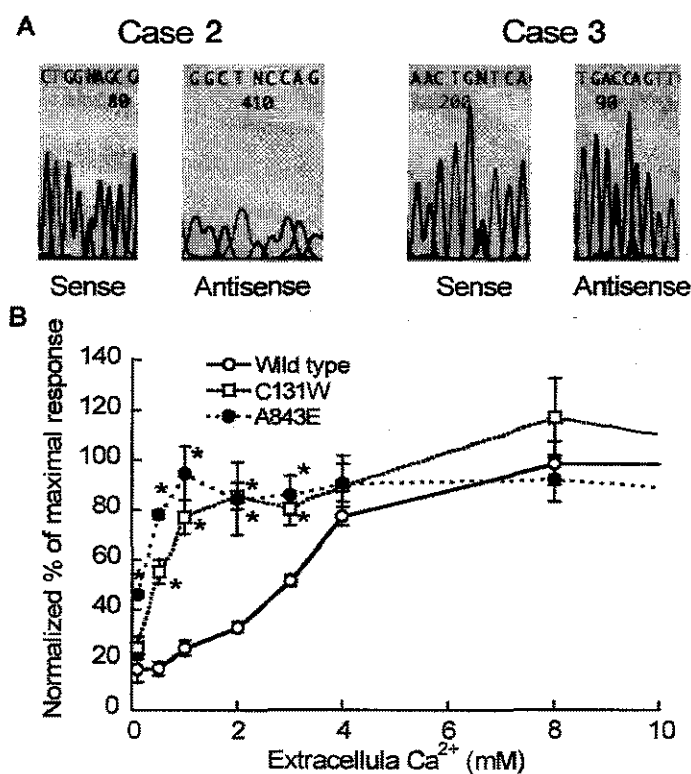 A
Case 2
Case 3
CTGGNAGCG
80
GGCTNCCAG
410
AACTGNTCA
200
TGACCAGTT
90
Sense
Antisense
Sense
Antisense
B
Wild type
C131W
A843E
Normalized % of maximal response
140
120
100
80
60
40
20
0
0
2
4
6
8
10
Extracellula Ca²⁺ (mM)
* * * * * * * * *